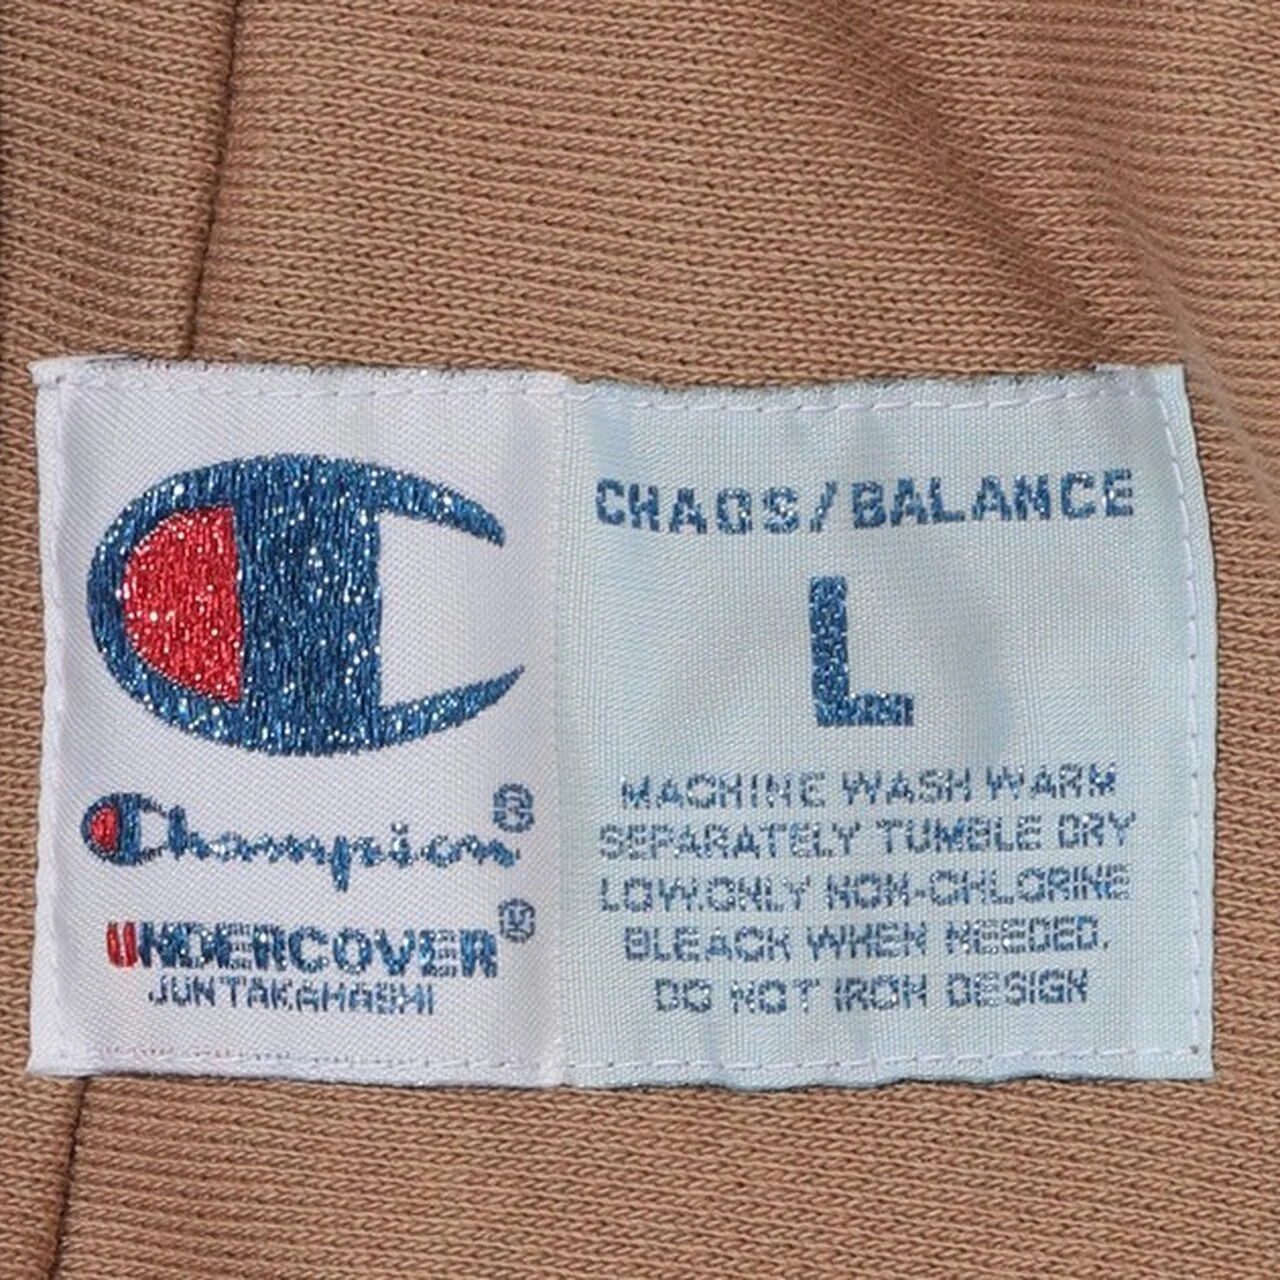 Champion®
UNDERCOVER®
JUN TAKAHASHI
CHAOS/BALANCE
L
MACHINE WASH WARM
SEPARATELY TUMBLE DRY
LOW.ONLY NON-CHLORINE
BLEACH WHEN NEEDED.
DO NOT IRON DESIGN